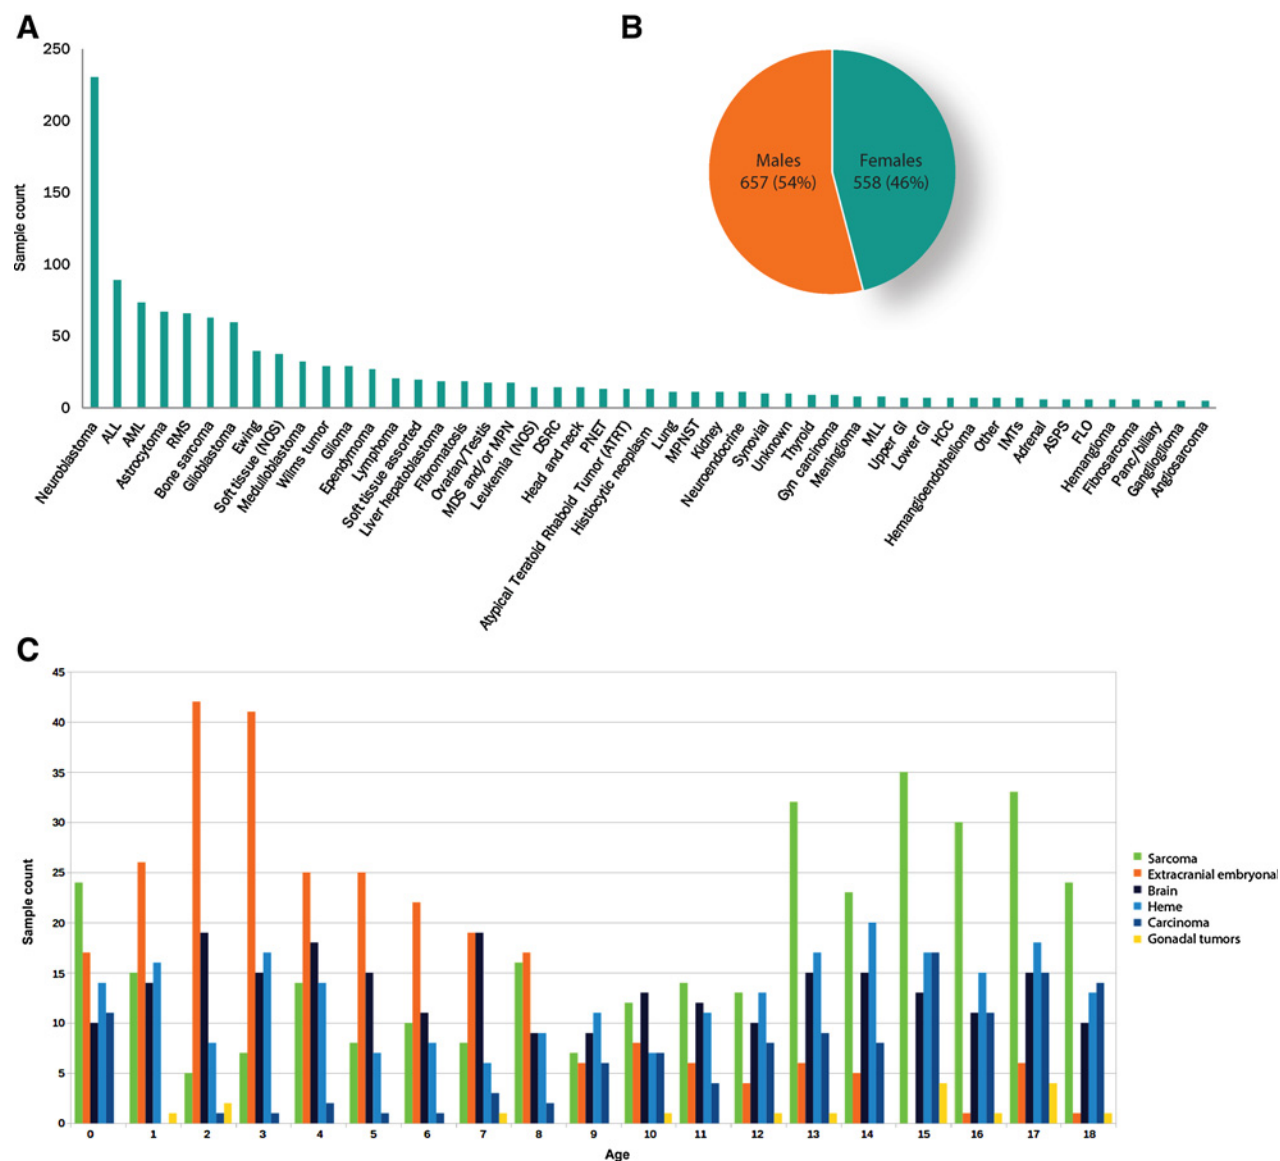 A
B
250
200
150
100
50
0
Sample count
Males
657 (54%)
Females
558 (46%)
Neuroblastoma
ALL
AML
Astrocytoma
RMS
Bone sarcoma
Glioblastoma
Ewing
Soft tissue (NOS)
Medulloblastoma
Wilms tumor
Glioma
Ependymoma
Lymphoma
Soft tissue assorted
Liver hepatoblastoma
Fibromatosis
Ovarian/Testis
MDS and/or MPN
Leukemia (NOS)
DSRC
Head and neck
PNET
Atypical Teratoid Rhaboid Tumor (ATRT)
Histiocytic neoplasm
Lung
MPNST
Kidney
Neuroendocrine
Synovial
Unknown
Thyroid
Gyn carcinoma
Meningioma
MLL
Upper GI
Lower GI
HCC
Hemangioendothelioma
Other
IMTs
Adrenal
ASPS
FLO
Hemangioma
Fibrosarcoma
Panc/biliary
Ganglioglioma
Angiosarcoma
C
45
40
35
30
25
20
15
10
5
0
Sample count
0 1 2 3 4 5 6 7 8 9 10 11 12 13 14 15 16 17 18
Age
Sarcoma
Extracranial embryonal
Brain
Heme
Carcinoma
Gonadal tumors